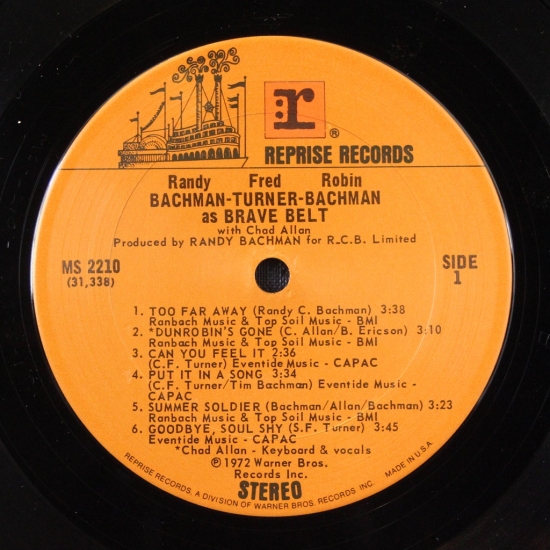 r
®
REPRISE RECORDS
Randy Fred Robin
BACHMAN-TURNER-BACHMAN
as BRAVE BELT
with Chad Allan
Produced by RANDY BACHMAN for R.C.B. Limited
MS 2210
(31,338)
SIDE
1
1. TOO FAR AWAY (Randy C. Bachman) 3:38
Ranbach Music & Top Soil Music - BMI
2. *DUNROBIN'S GONE (C. Allan/B. Ericson) 3:10
Ranbach Music & Top Soil Music - BMI
3. CAN YOU FEEL IT 2:36
(C.F. Turner) Eventide Music - CAPAC
4. PUT IT IN A SONG 3:34
(C.F. Turner/Tim Bachman) Eventide Music -
CAPAC
5. SUMMER SOLDIER (Bachman/Allan/Bachman) 3:23
Ranbach Music & Top Soil Music - BMI
6. GOODBYE, SOUL SHY (S.F. Turner) 3:45
Eventide Music - CAPAC
*Chad Allan - Keyboard & vocals
℗1972 Warner Bros.
Records Inc.
STEREO
REPRISE RECORDS, A DIVISION OF WARNER BROS. RECORDS INC. MADE IN U.S.A.